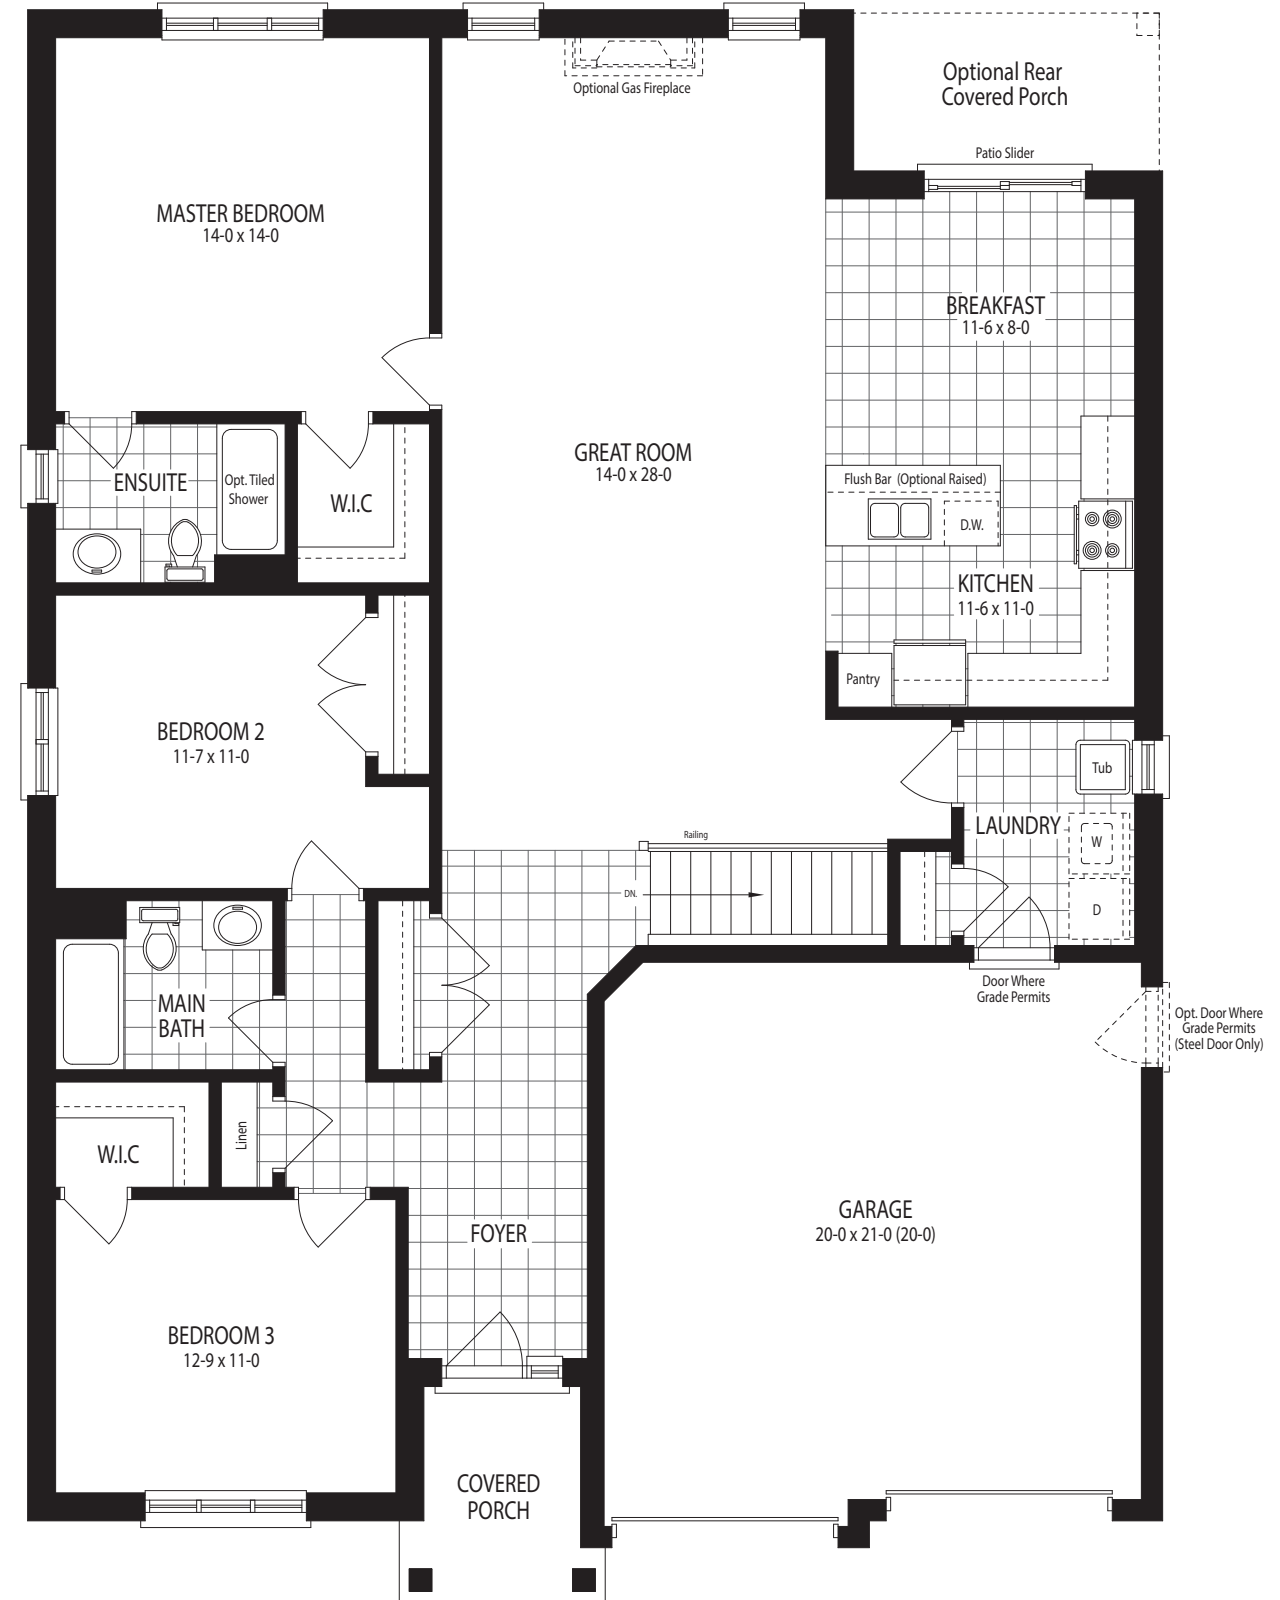 Optional Rear
Covered Porch
Optional Gas Fireplace
Patio Slider
MASTER BEDROOM
14-0 x 14-0
BREAKFAST
11-6 x 8-0
GREAT ROOM
14-0 x 28-0
ENSUITE
Opt. Tiled
Shower
W.I.C
Flush Bar (Optional Raised)
D.W.
KITCHEN
11-6 x 11-0
Pantry
BEDROOM 2
11-7 x 11-0
Tub
LAUNDRY
W
D
Railing
DN.
MAIN
BATH
Door Where
Grade Permits
Opt. Door Where
Grade Permits
(Steel Door Only)
W.I.C
Linen
FOYER
GARAGE
20-0 x 21-0 (20-0)
BEDROOM 3
12-9 x 11-0
COVERED
PORCH